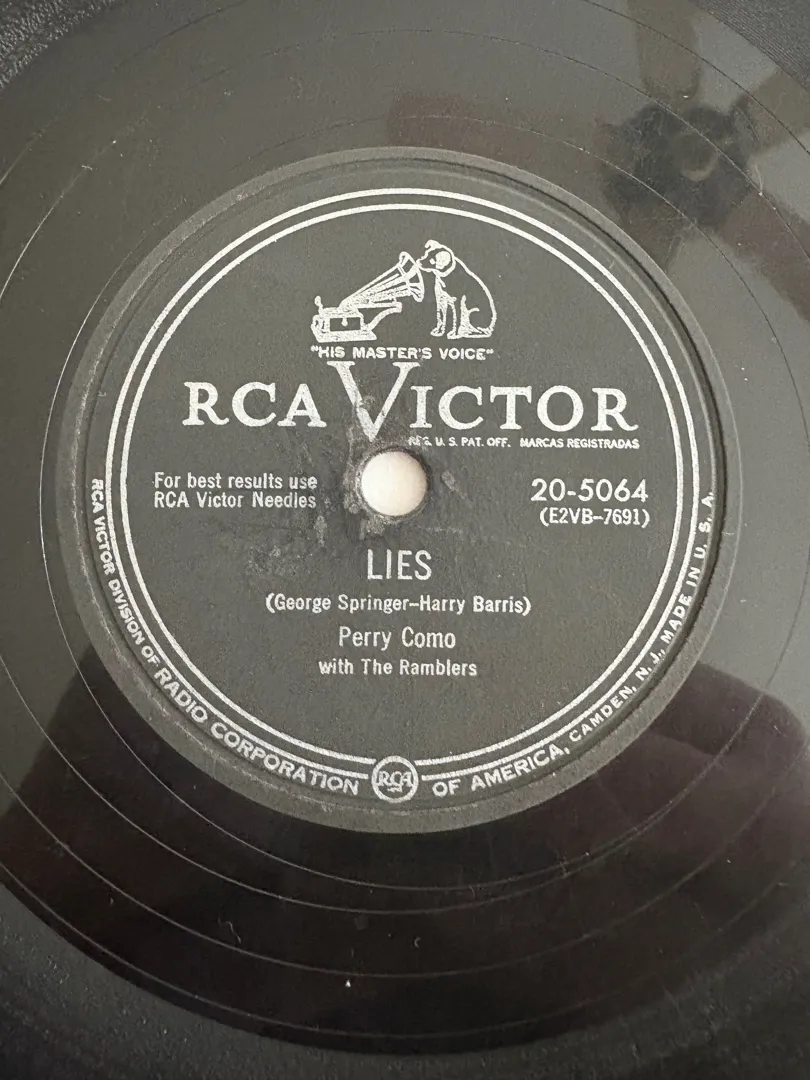 "HIS MASTER'S VOICE"
RCA VICTOR
REG. U. S. PAT. OFF. MARCAS REGISTRADAS
For best results use
RCA Victor Needles
20-5064
(E2VB-7691)
LIES
(George Springer-Harry Barris)
Perry Como
with The Ramblers
RCA VICTOR DIVISION OF RADIO CORPORATION OF AMERICA, CAMDEN, N. J., MADE IN U. S. A.
RCA